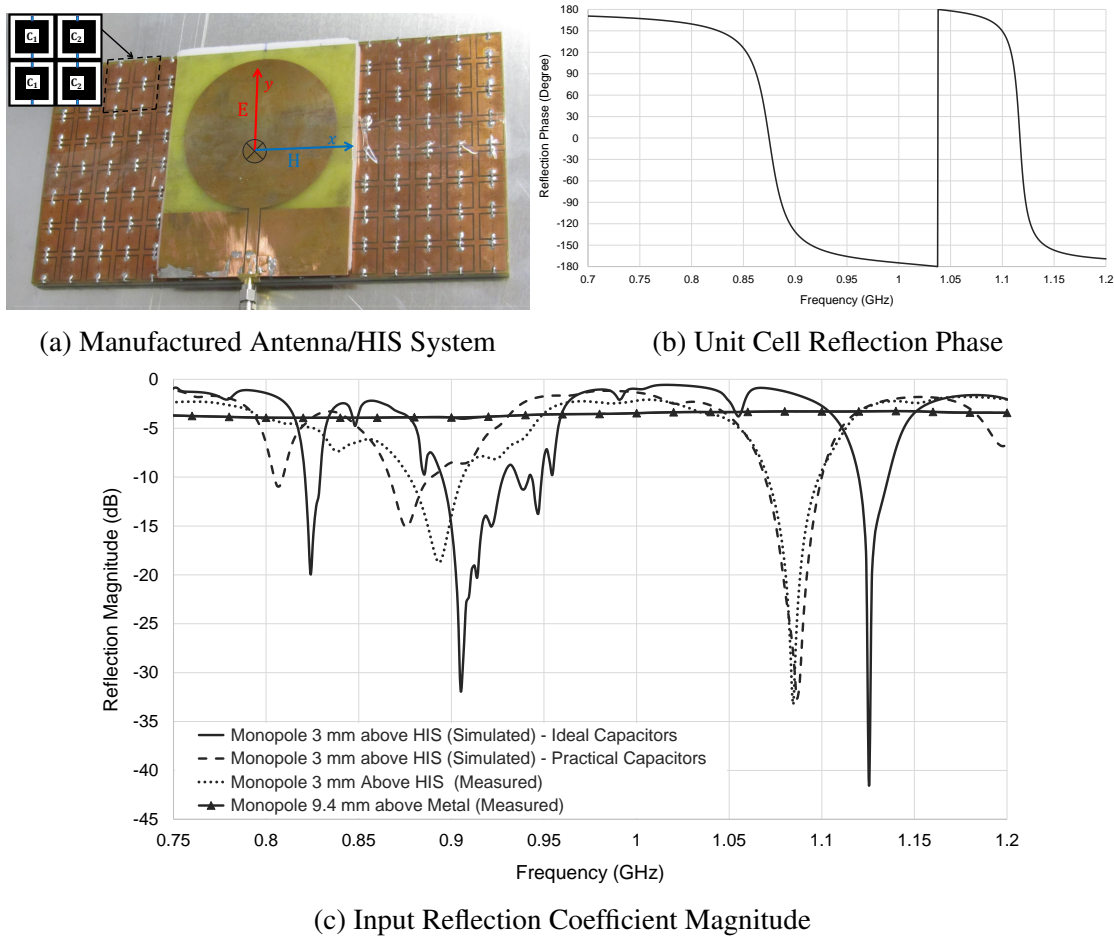 C1 C2
C1 C2
y
E
x
H
(a) Manufactured Antenna/HIS System
180
150
120
90
60
30
0
-30
-60
-90
-120
-150
-180
Reflection Phase (Degree)
0.7 0.75 0.8 0.85 0.9 0.95 1 1.05 1.1 1.15 1.2
Frequency (GHz)
(b) Unit Cell Reflection Phase
0
-5
-10
-15
-20
-25
-30
-35
-40
-45
Reflection Magnitude (dB)
Monopole 3 mm above HIS (Simulated) - Ideal Capacitors
Monopole 3 mm above HIS (Simulated) - Practical Capacitors
Monopole 3 mm Above HIS (Measured)
Monopole 9.4 mm above Metal (Measured)
0.75 0.8 0.85 0.9 0.95 1 1.05 1.1 1.15 1.2
Frequency (GHz)
(c) Input Reflection Coefficient Magnitude